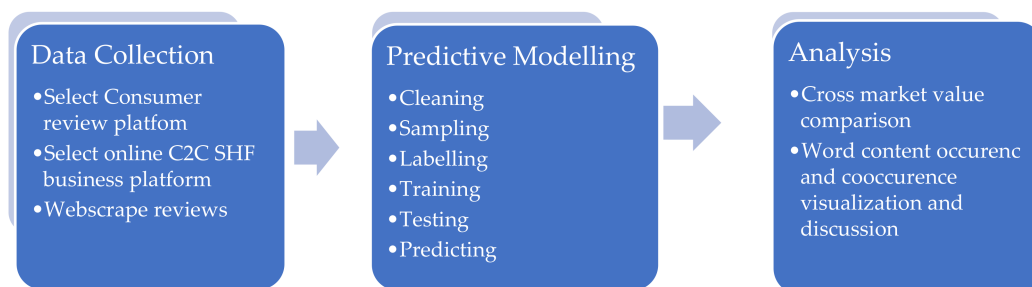 Data Collection
•Select Consumer
review platfom
•Select online C2C SHF
business platform
•Webscrape reviews
Predictive Modelling
•Cleaning
•Sampling
•Labelling
•Training
•Testing
•Predicting
Analysis
•Cross market value
comparison
•Word content occurenc
and cooccurence
visualization and
discussion